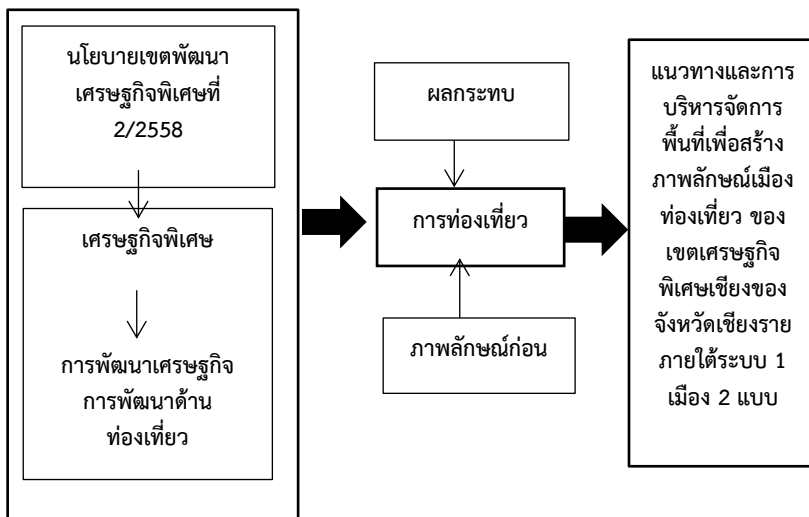 นโยบายเขตพัฒนา
เศรษฐกิจพิเศษที่
2/2558
เศรษฐกิจพิเศษ
การพัฒนาเศรษฐกิจ
การพัฒนาด้าน
ท่องเที่ยว
ผลกระทบ
การท่องเที่ยว
ภาพลักษณ์ก่อน
แนวทางและการ
บริหารจัดการ
พื้นที่เพื่อสร้าง
ภาพลักษณ์เมือง
ท่องเที่ยว ของ
เขตเศรษฐกิจ
พิเศษเชียงของ
จังหวัดเชียงราย
ภายใต้ระบบ 1
เมือง 2 แบบ